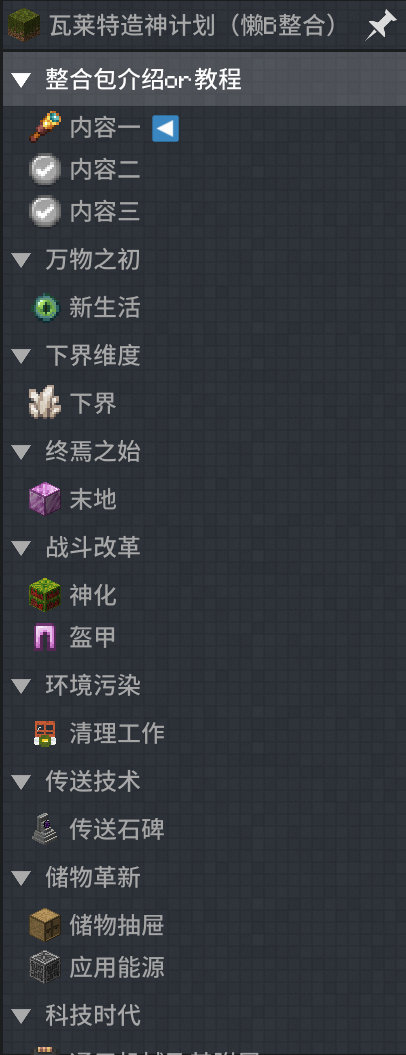 瓦莱特造神计划（懒B整合）
整合包介绍or教程
内容一
内容二
内容三
万物之初
新生活
下界维度
下界
终焉之始
末地
战斗改革
神化
盔甲
环境污染
清理工作
传送技术
传送石碑
储物革新
储物抽屉
应用能源
科技时代